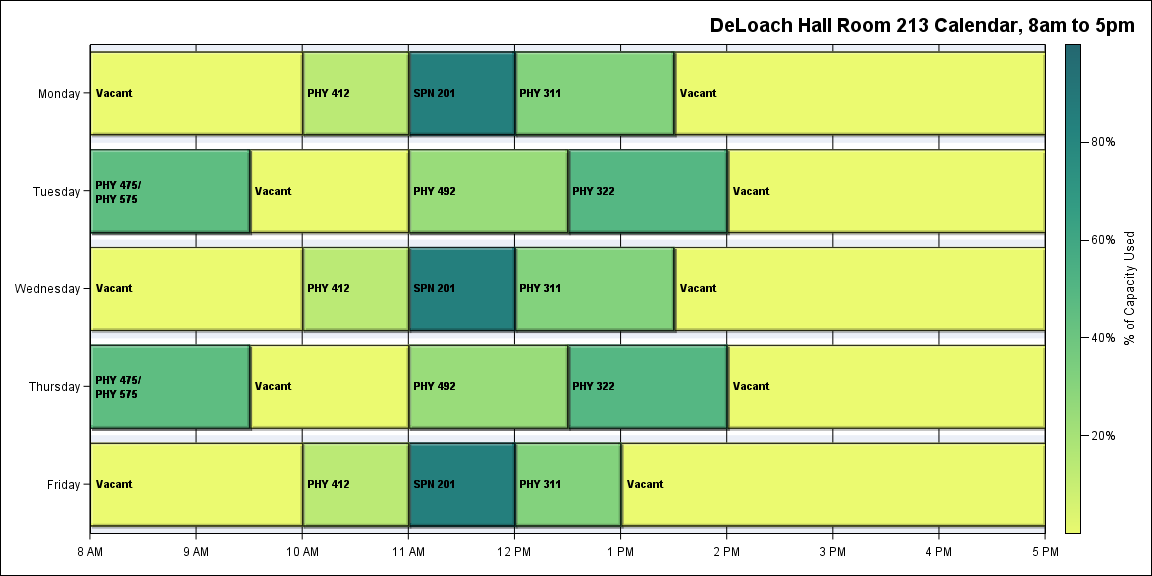 DeLoach Hall Room 213 Calendar, 8am to 5pm
Monday
Vacant
PHY 412
SPN 201
PHY 311
Vacant
Tuesday
PHY 475/
PHY 575
Vacant
PHY 492
PHY 322
Vacant
Wednesday
Vacant
PHY 412
SPN 201
PHY 311
Vacant
Thursday
PHY 475/
PHY 575
Vacant
PHY 492
PHY 322
Vacant
Friday
Vacant
PHY 412
SPN 201
PHY 311
Vacant
8 AM
9 AM
10 AM
11 AM
12 PM
1 PM
2 PM
3 PM
4 PM
5 PM
80%
60%
40%
20%
% of Capacity Used